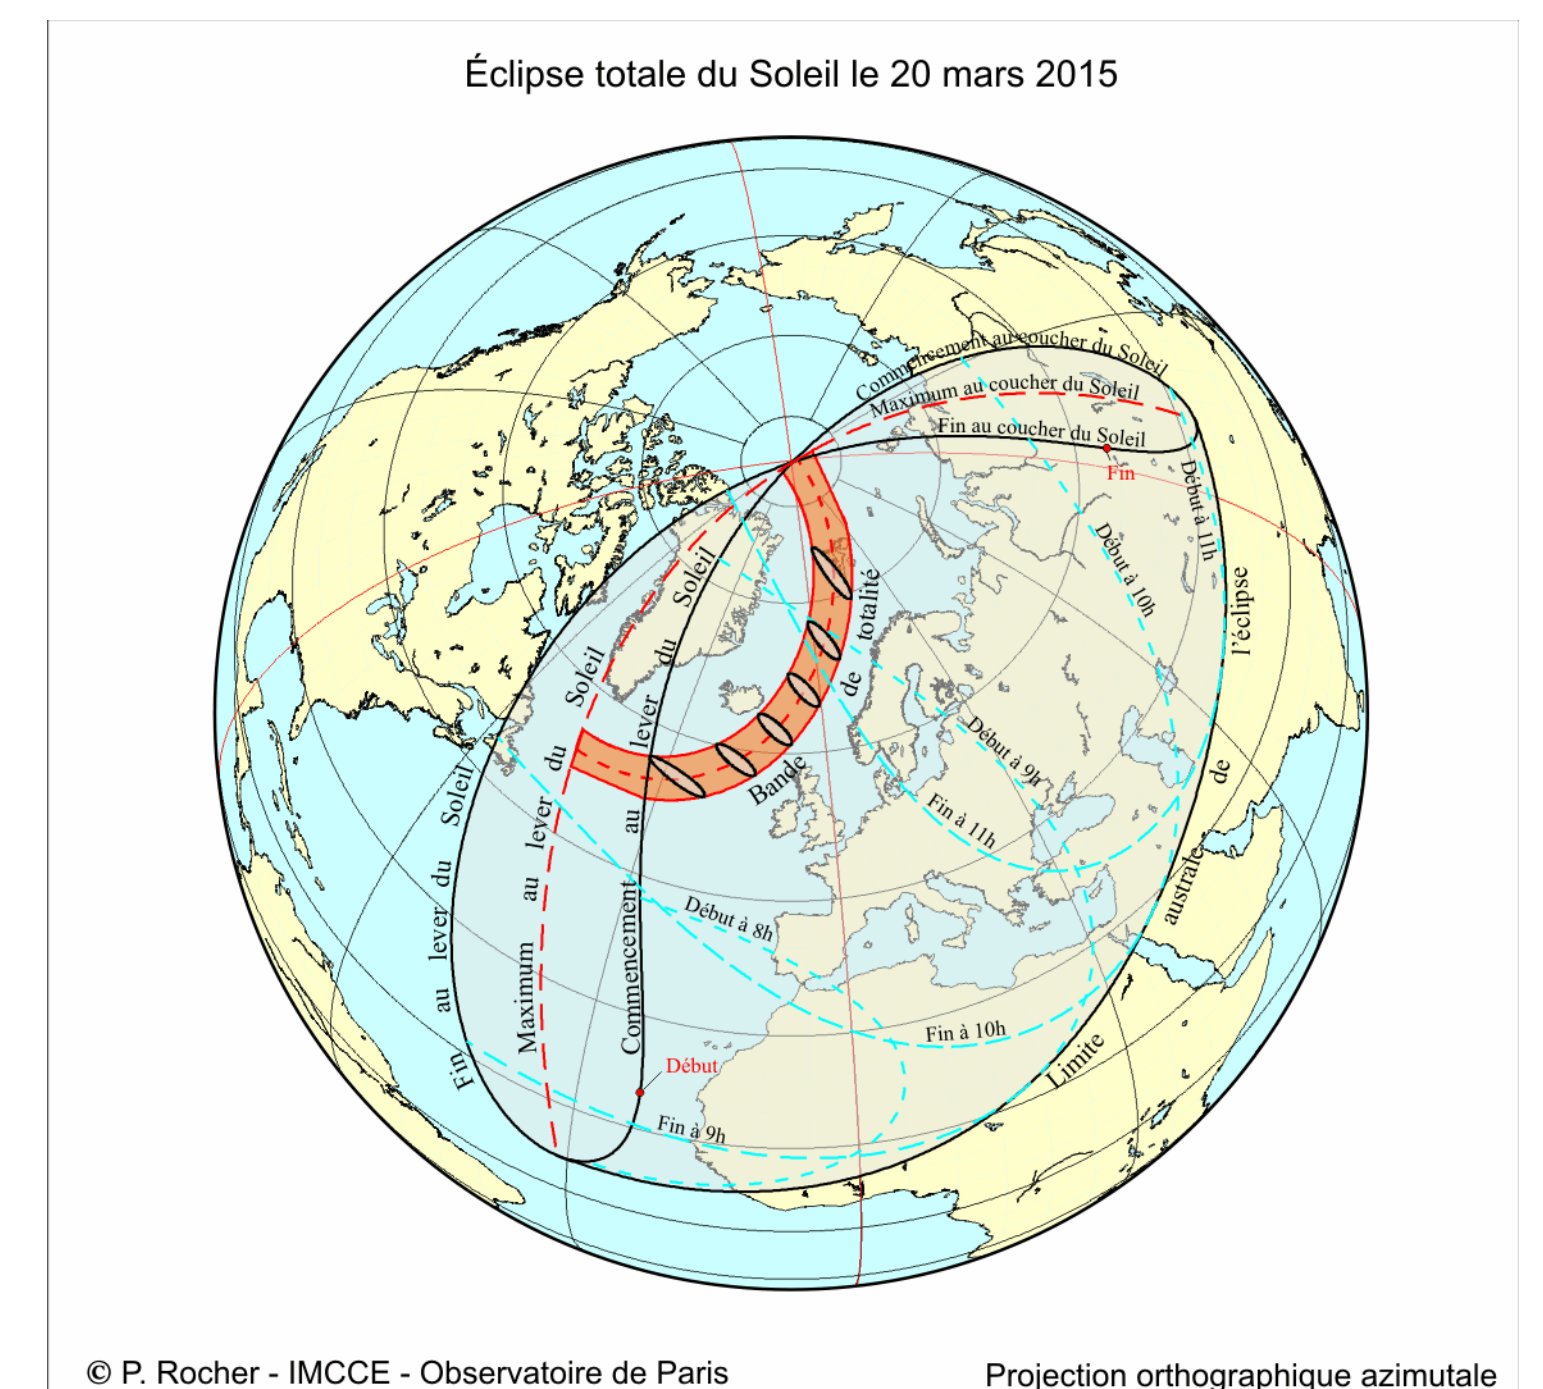 Éclipse totale du Soleil le 20 mars 2015
Commencement au coucher du Soleil
Maximum au coucher du Soleil
Fin au coucher du Soleil
Fin
Début à 11h
Début à 10h
l'éclipse
de
australe
Limite
Bande de totalité
Début à 9h
Fin à 11h
Début à 8h
Fin à 10h
Fin à 9h
Début
Commencement au lever du Soleil
Maximum au lever du Soleil
Fin au lever du Soleil
© P. Rocher - IMCCE - Observatoire de Paris
Projection orthographique azimutale